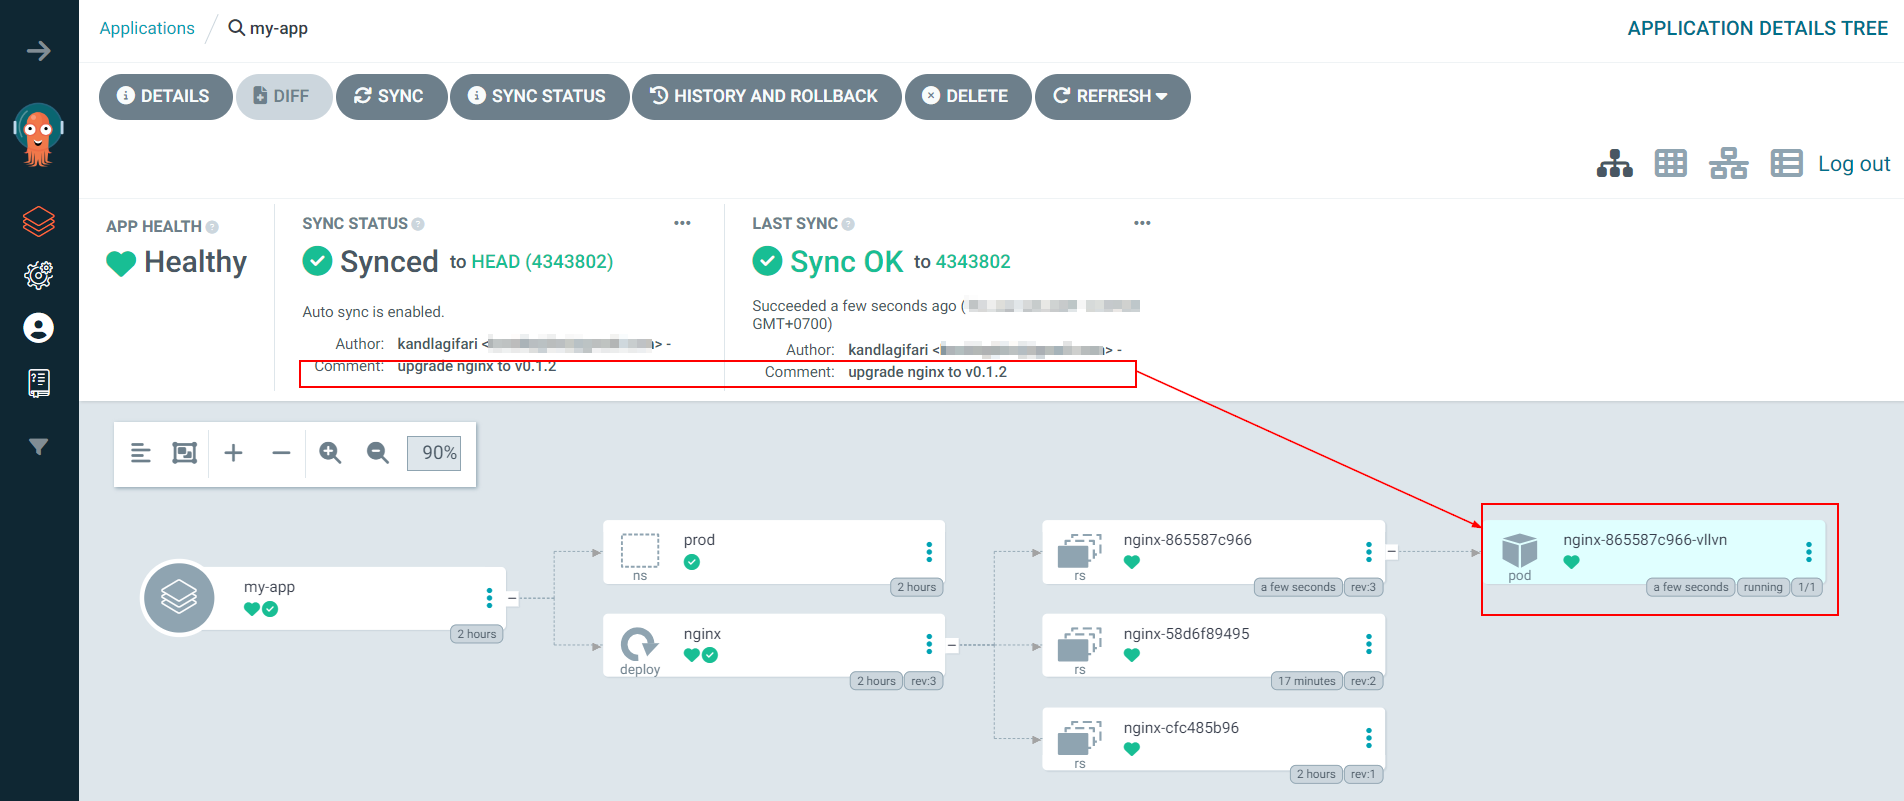 Applications
my-app
APPLICATION DETAILS TREE
DETAILS
DIFF
SYNC
SYNC STATUS
HISTORY AND ROLLBACK
DELETE
REFRESH
Log out
APP HEALTH
Healthy
SYNC STATUS
Synced to HEAD (4343802)
Auto sync is enabled.
Author: kandlagifari < > -
Comment: upgrade nginx to v0.1.2
LAST SYNC
Sync OK to 4343802
Succeeded a few seconds ago (
GMT+0700)
Author: kandlagifari < > -
Comment: upgrade nginx to v0.1.2
90%
my-app
2 hours
prod
ns
2 hours
nginx
deploy
2 hours rev:3
nginx-865587c966
rs
a few seconds rev:3
nginx-58d6f89495
rs
17 minutes rev:2
nginx-cfc485b96
rs
2 hours rev:1
nginx-865587c966-vllvn
pod
a few seconds running 1/1